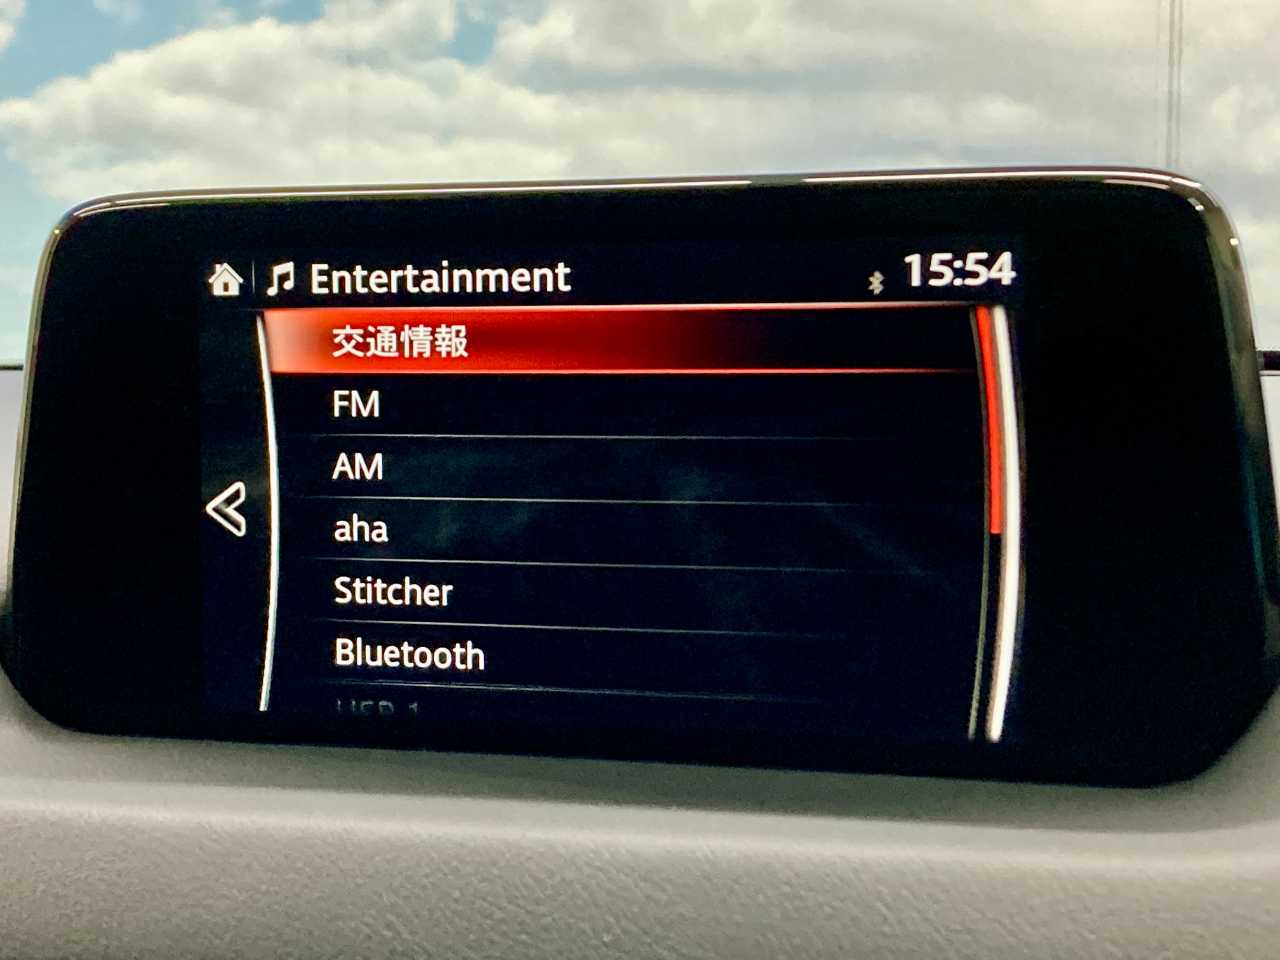 Entertainment
15:54
交通情報
FM
AM
aha
Stitcher
Bluetooth